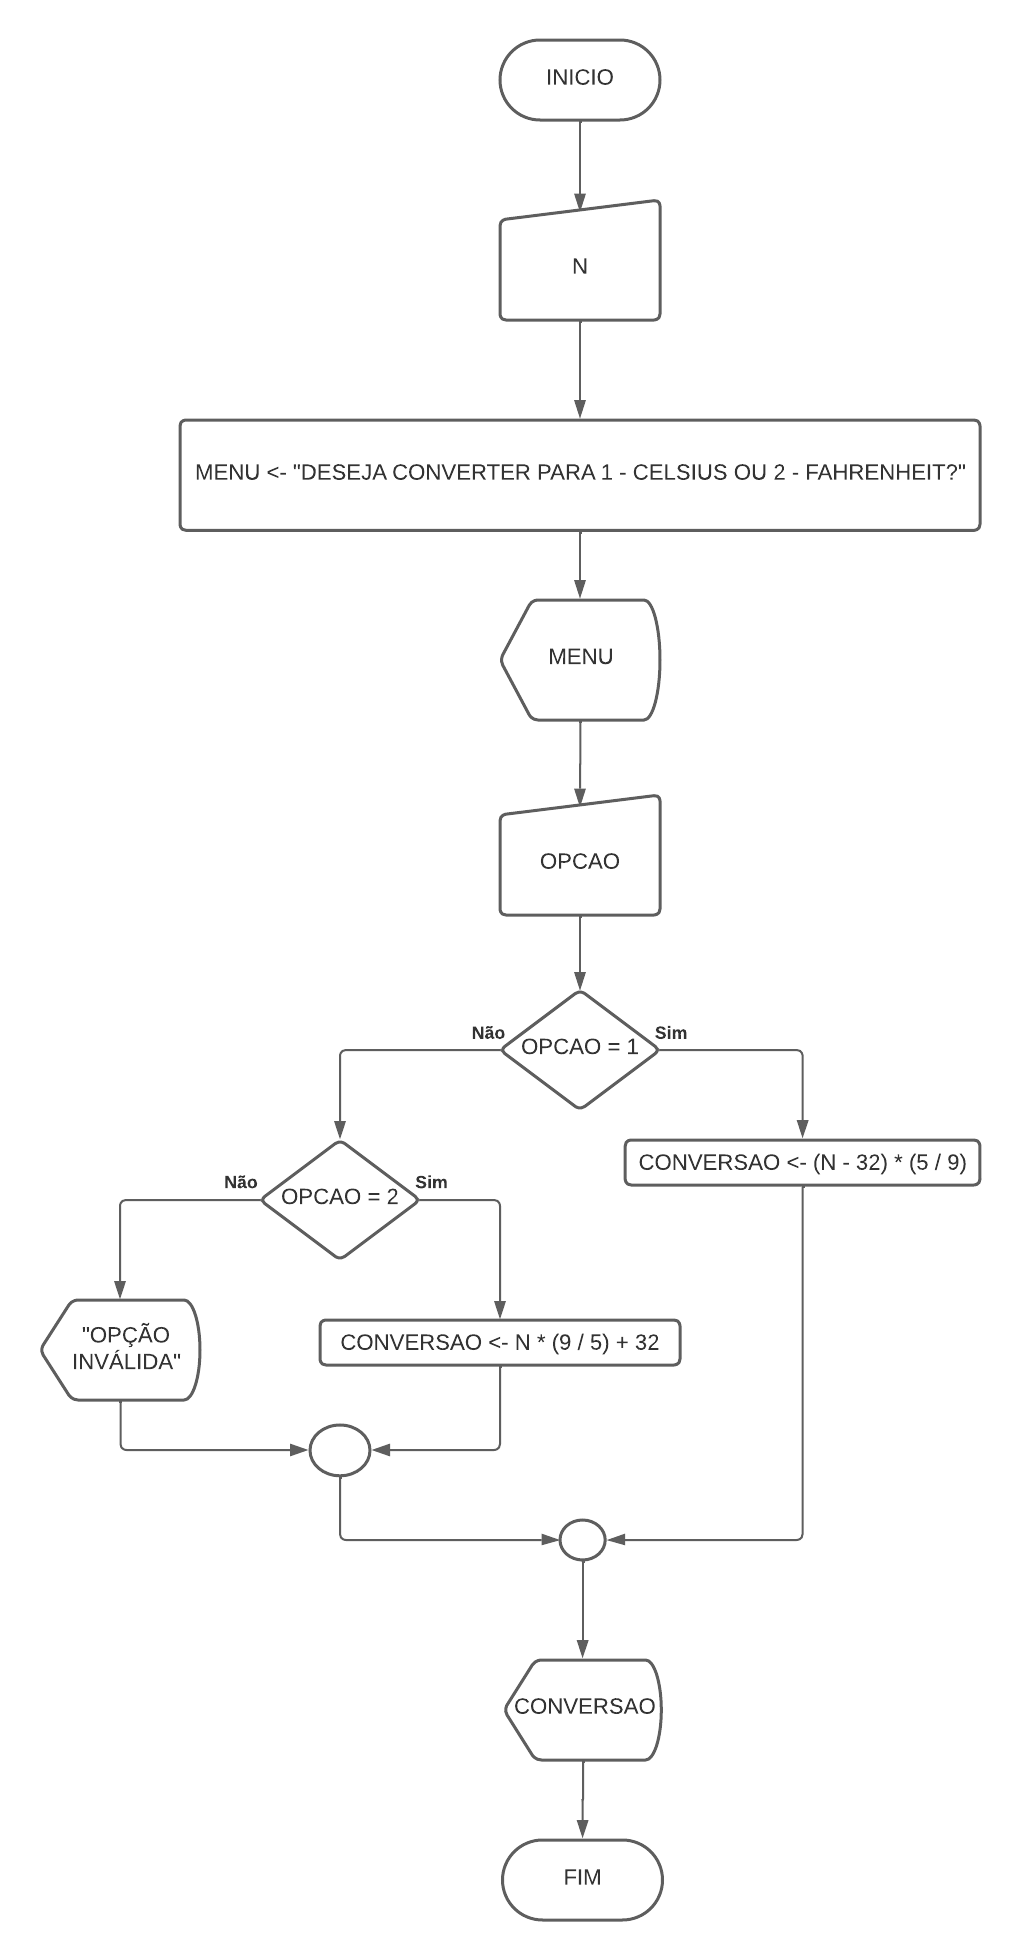 INICIO
N
MENU <- "DESEJA CONVERTER PARA 1 - CELSIUS OU 2 - FAHRENHEIT?"
MENU
OPCAO
Não
OPCAO = 1
Sim
CONVERSAO <- (N - 32) * (5 / 9)
Não
OPCAO = 2
Sim
"OPÇÃO
INVÁLIDA"
CONVERSAO <- N * (9 / 5) + 32
CONVERSAO
FIM